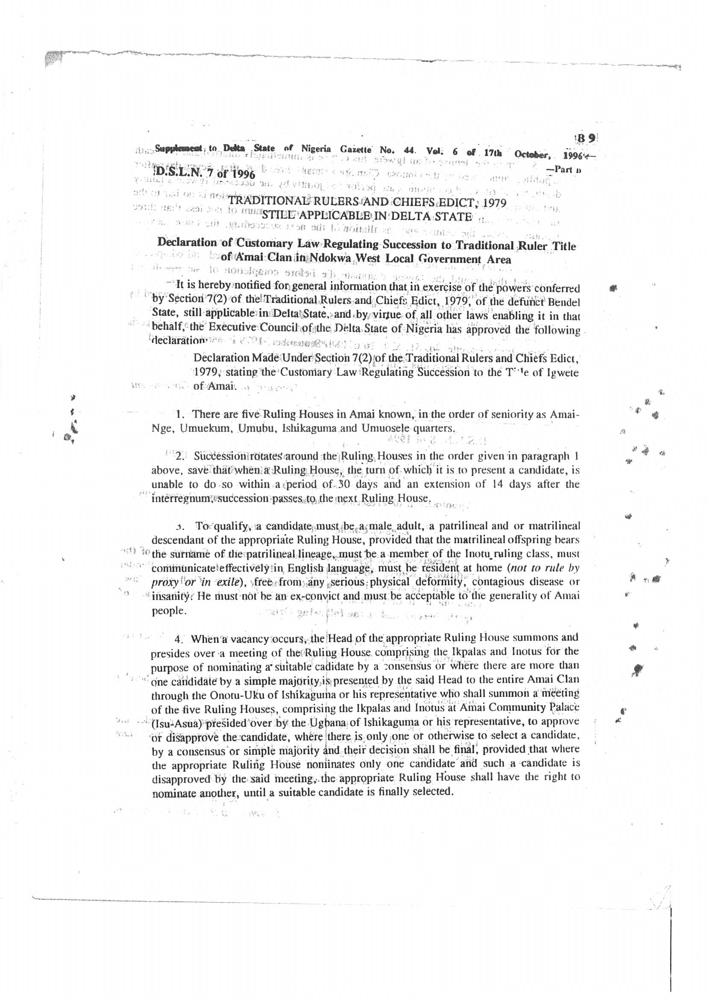 B 9
Supplement to Delta State of Nigeria Gazette No. 44. Vol. 6 of 17th October, 1996—
—Part B
D.S.L.N. 7 of 1996
TRADITIONAL RULERS AND CHIEFS EDICT, 1979
STILL APPLICABLE IN DELTA STATE
Declaration of Customary Law Regulating Succession to Traditional Ruler Title
of Amai Clan in Ndokwa West Local Government Area
It is hereby notified for general information that in exercise of the powers conferred
by Section 7(2) of the Traditional Rulers and Chiefs Edict, 1979, of the defunct Bendel
State, still applicable in Delta State, and by virtue of all other laws enabling it in that
behalf, the Executive Council of the Delta State of Nigeria has approved the following
declaration
Declaration Made Under Section 7(2) of the Traditional Rulers and Chiefs Edict,
1979, stating the Customary Law Regulating Succession to the Title of Igwete
of Amai.
1. There are five Ruling Houses in Amai known, in the order of seniority as Amai-
Nge, Umuekum, Umubu, Ishikaguma and Umuosele quarters.
2. Succession rotates around the Ruling Houses in the order given in paragraph 1
above, save that when a Ruling House, the turn of which it is to present a candidate, is
unable to do so within a period of 30 days and an extension of 14 days after the
interregnum, succession passes to the next Ruling House.
3. To qualify, a candidate must be a male adult, a patrilineal and or matrilineal
descendant of the appropriate Ruling House, provided that the matrilineal offspring bears
the surname of the patrilineal lineage, must be a member of the Inotu ruling class, must
communicate effectively in English language, must be resident at home (not to rule by
proxy or in exile), free from any serious physical deformity, contagious disease or
insanity. He must not be an ex-convict and must be acceptable to the generality of Amai
people.
4. When a vacancy occurs, the Head of the appropriate Ruling House summons and
presides over a meeting of the Ruling House comprising the Ikpalas and Inotus for the
purpose of nominating a suitable cadidate by a consensus or where there are more than
one candidate by a simple majority is presented by the said Head to the entire Amai Clan
through the Onotu-Uku of Ishikaguma or his representative who shall summon a meeting
of the five Ruling Houses, comprising the Ikpalas and Inotus at Amai Community Palace
(Isu-Asua) presided over by the Ugbana of Ishikaguma or his representative, to approve
or disapprove the candidate, where there is only one or otherwise to select a candidate,
by a consensus or simple majority and their decision shall be final, provided that where
the appropriate Ruling House nominates only one candidate and such a candidate is
disapproved by the said meeting, the appropriate Ruling House shall have the right to
nominate another, until a suitable candidate is finally selected.